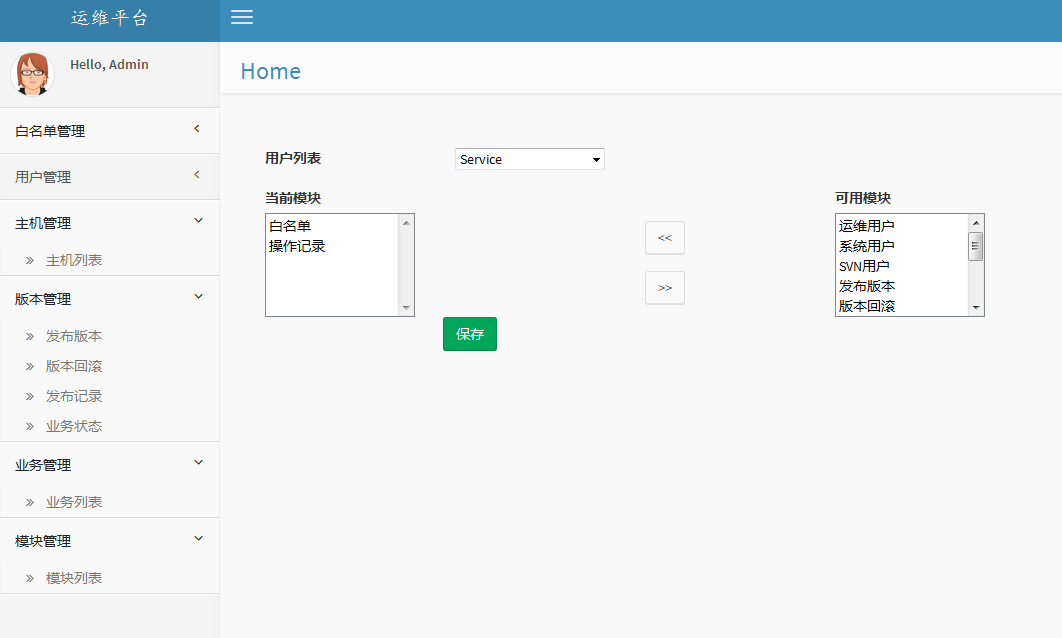 运维平台
Hello, Admin
白名单管理
用户管理
主机管理
» 主机列表
版本管理
» 发布版本
» 版本回滚
» 发布记录
» 业务状态
业务管理
» 业务列表
模块管理
» 模块列表
Home
用户列表 Service
当前模块
白名单
操作记录
<<
>>
可用模块
运维用户
系统用户
SVN用户
发布版本
版本回滚
保存